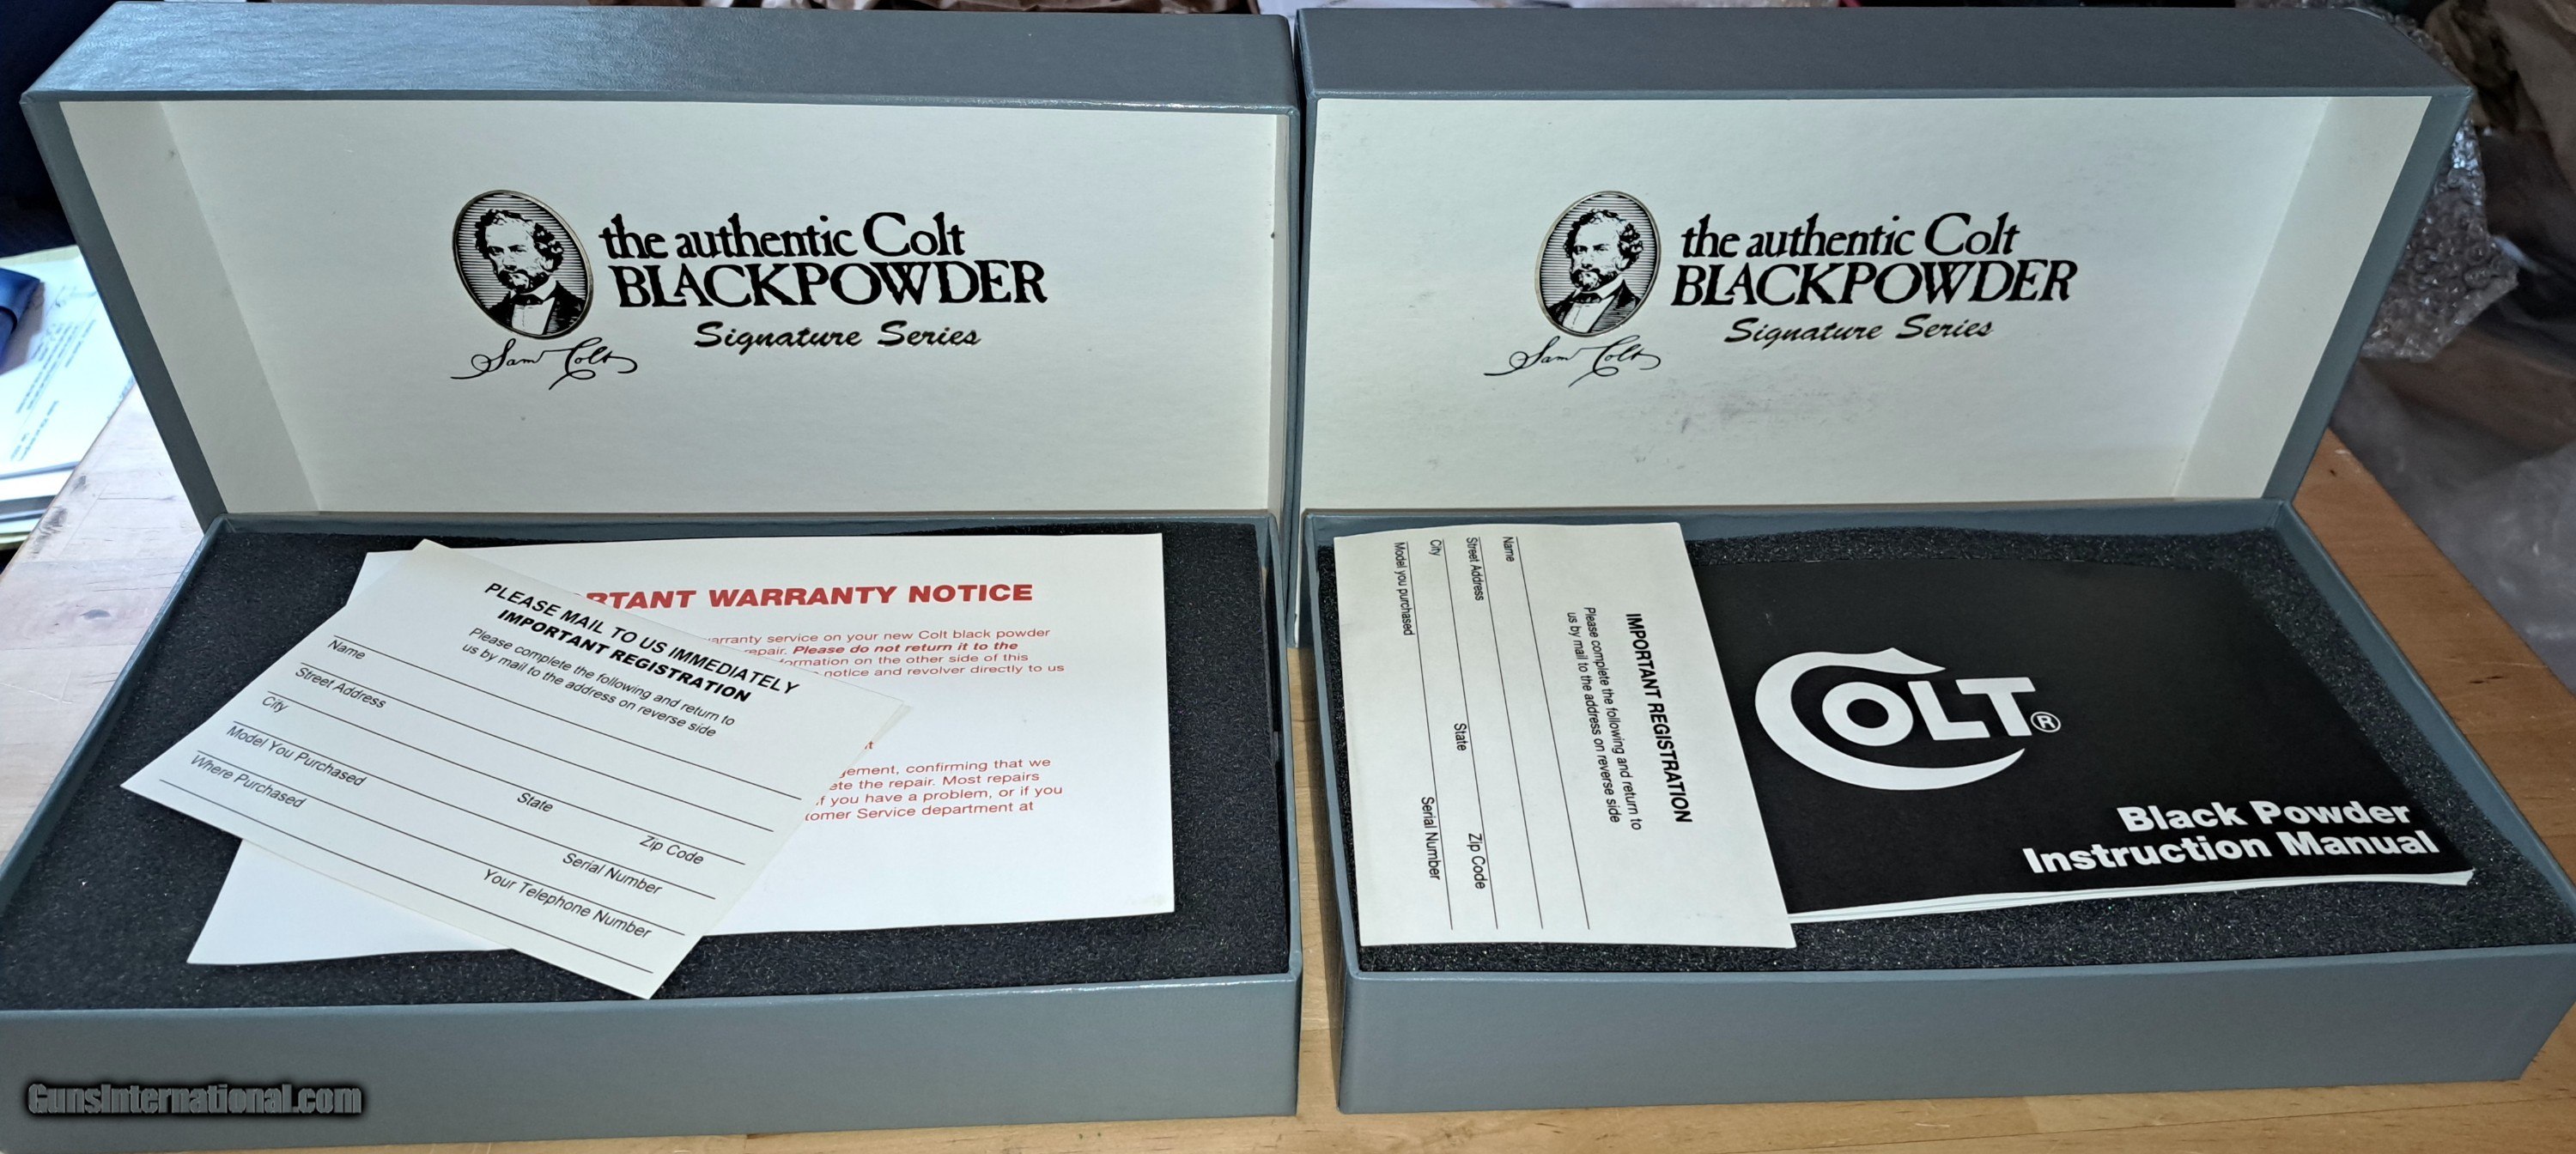 the authentic Colt
BLACKPOWDER
Signature Series
Sam Colt
PLEASE MAIL TO US IMMEDIATELY
IMPORTANT REGISTRATION
Please complete the following and return to
us by mail to the address on reverse side
Name
Street Address
City
State
Zip Code
Model You Purchased
Serial Number
Where Purchased
Your Telephone Number
WARRANTY NOTICE
service on your new Colt black powder
Please do not return it to the
on the other side of this
notice and revolver directly to us
confirming that we
the repair. Most repairs
you have a problem, or if you
Service department at
the authentic Colt
BLACKPOWDER
Signature Series
Sam Colt
IMPORTANT REGISTRATION
Please complete the following and return to
us by mail to the address on reverse side
Name
Street Address
City
State
Zip Code
Model you purchased
Serial Number
COLT®
Black Powder
Instruction Manual
GunsInternational.com